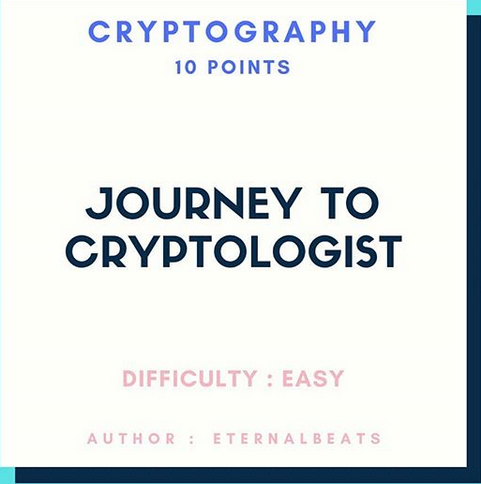 CRYPTOGRAPHY
10 POINTS
JOURNEY TO
CRYPTOLOGIST
DIFFICULTY : EASY
AUTHOR : ETERNALBEATS